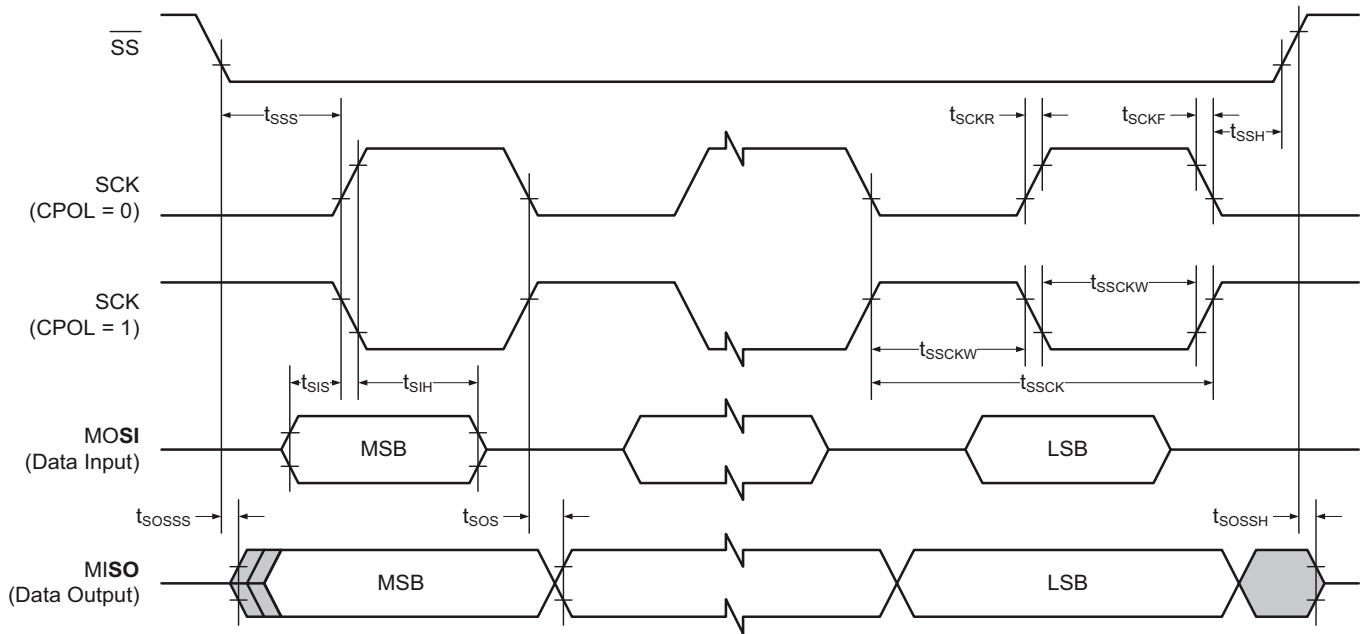 SS
tSSS
tSCKR
tSCKF
tSSH
SCK
(CPOL = 0)
SCK
(CPOL = 1)
tSSCKW
tSSCKW
tSIS
tSIH
tSSCK
MOSI
(Data Input)
MSB
LSB
tSOSSS
tSOS
tSOSSH
MISO
(Data Output)
MSB
LSB